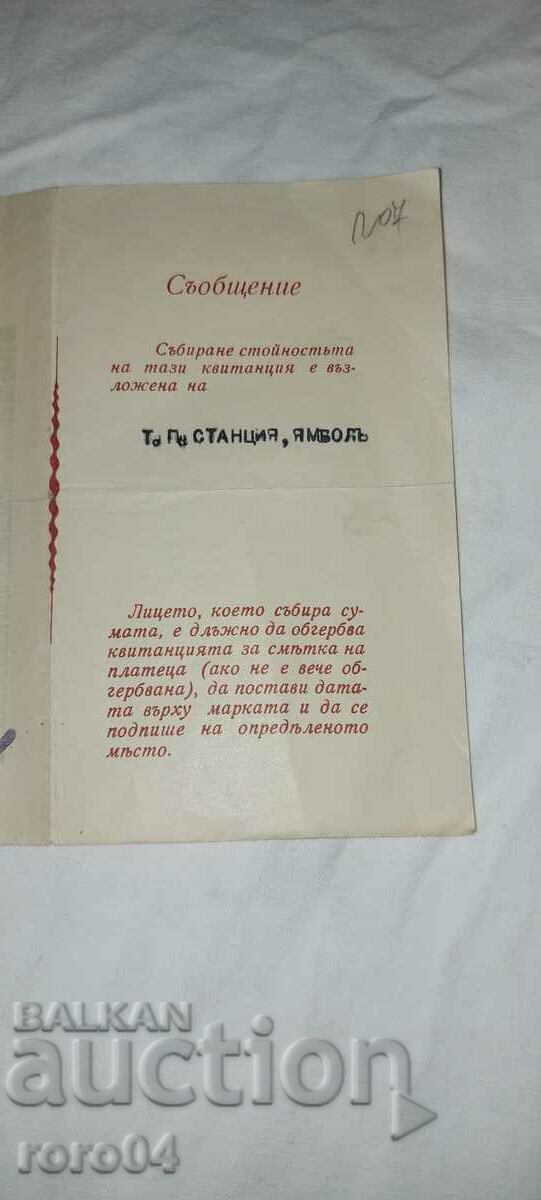 Съобщение
Събиране стойностьта
на тази квитанция е въз-
ложена на
Т. П. СТАНЦИЯ, ЯМБОЛЪ
Лицето, което събира су-
мата, е длъжно да обгербва
квитанцията за смѣтка на
платеца (ако не е вече об-
гербвана), да постави дата-
та върху марката и да се
подпише на опредѣленото
мѣсто.
BALKAN
auction
roro04